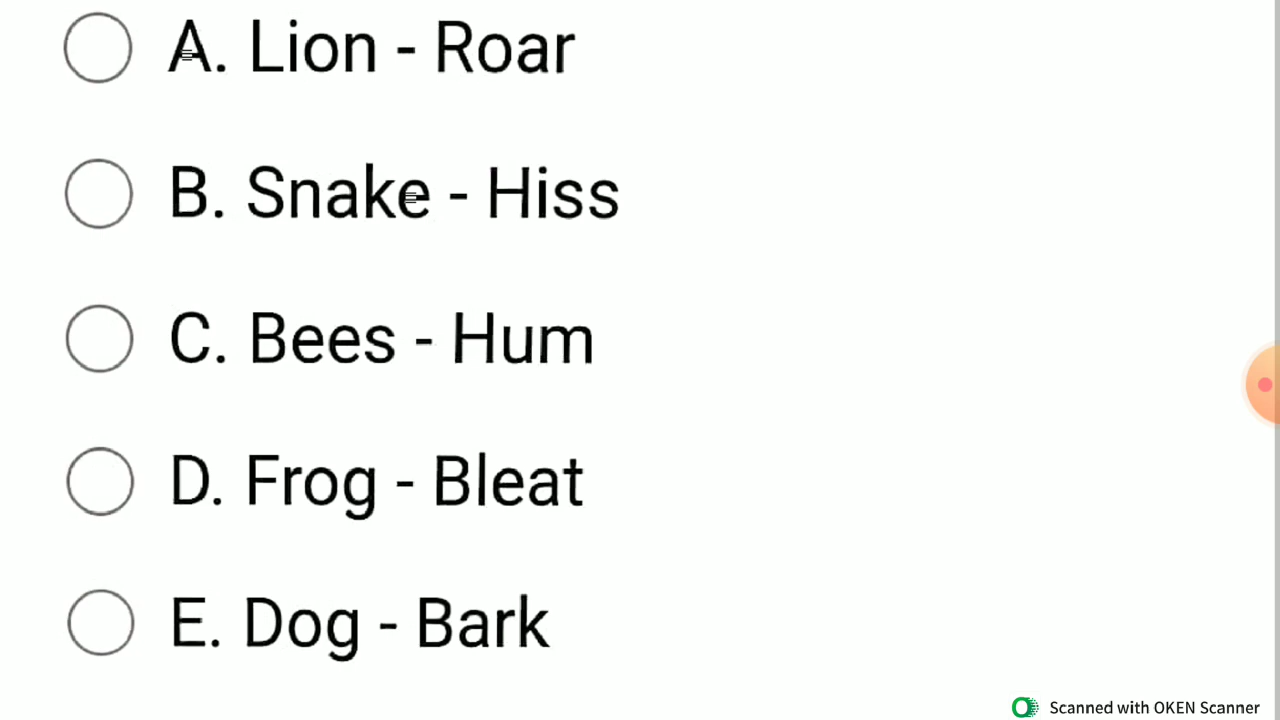 A. Lion - Roar
B. Snake - Hiss
C. Bees - Hum
D. Frog - Bleat
E. Dog - Bark
Scanned with OKEN Scanner